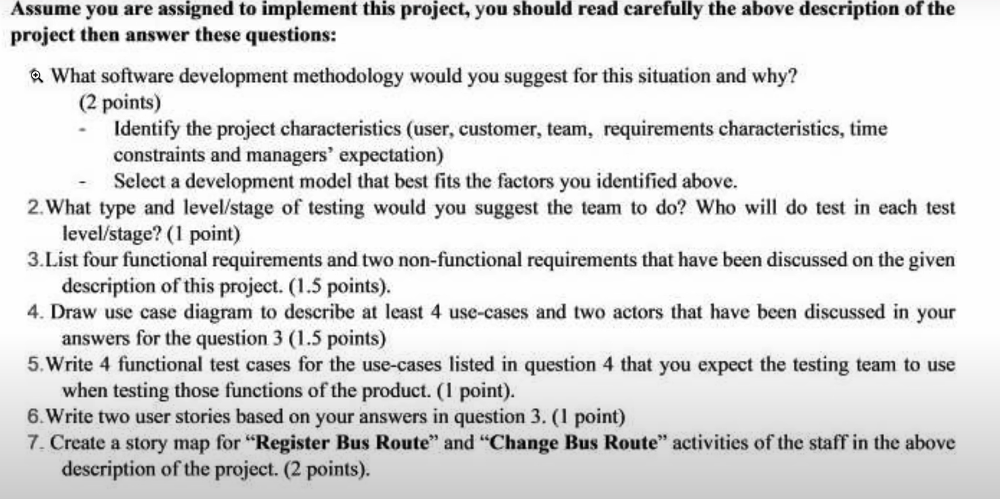 Assume you are assigned to implement this project, you should read carefully the above description of the
project then answer these questions:
What software development methodology would you suggest for this situation and why?
(2 points)
- Identify the project characteristics (user, customer, team, requirements characteristics, time
constraints and managers’ expectation)
- Select a development model that best fits the factors you identified above.
2.What type and level/stage of testing would you suggest the team to do? Who will do test in each test
level/stage? (1 point)
3.List four functional requirements and two non-functional requirements that have been discussed on the given
description of this project. (1.5 points).
4. Draw use case diagram to describe at least 4 use-cases and two actors that have been discussed in your
answers for the question 3 (1.5 points)
5.Write 4 functional test cases for the use-cases listed in question 4 that you expect the testing team to use
when testing those functions of the product. (1 point).
6.Write two user stories based on your answers in question 3. (1 point)
7. Create a story map for “Register Bus Route” and “Change Bus Route” activities of the staff in the above
description of the project. (2 points).